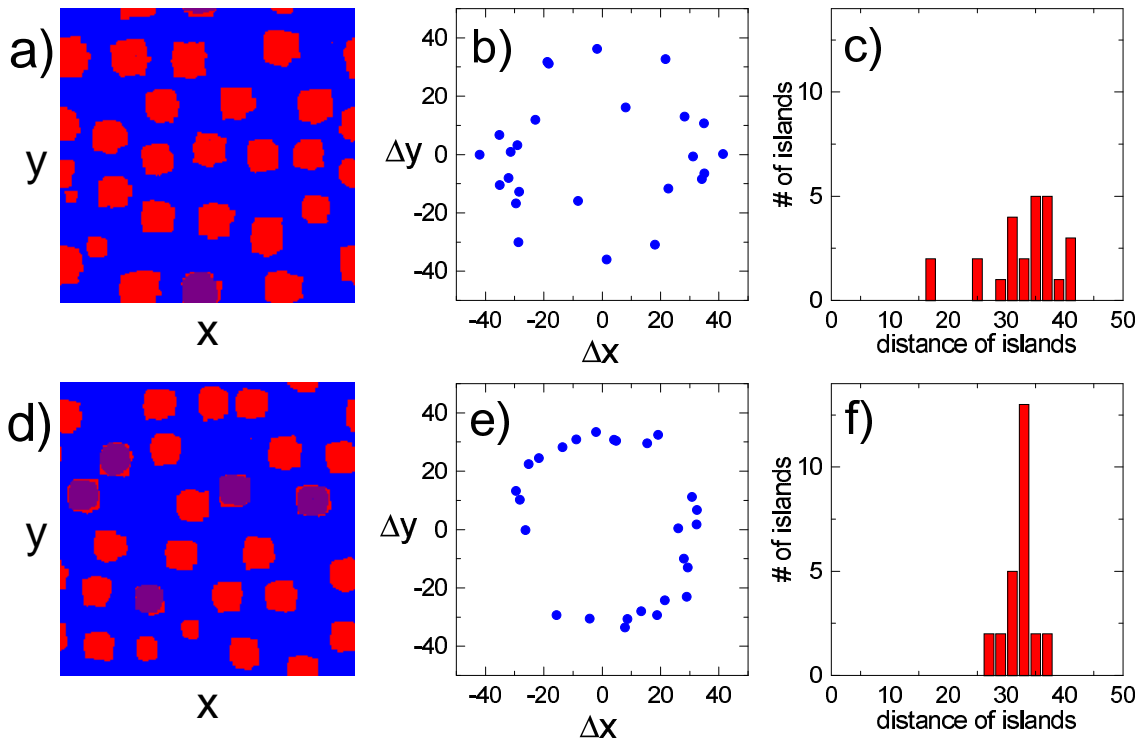 a)
y
x
b)
40
20
0
-20
-40
Δy
-40 -20 0 20 40
Δx
c)
10
5
0
# of islands
0 10 20 30 40 50
distance of islands
d)
y
x
e)
40
20
0
-20
-40
Δy
-40 -20 0 20 40
Δx
f)
10
5
0
# of islands
0 10 20 30 40 50
distance of islands